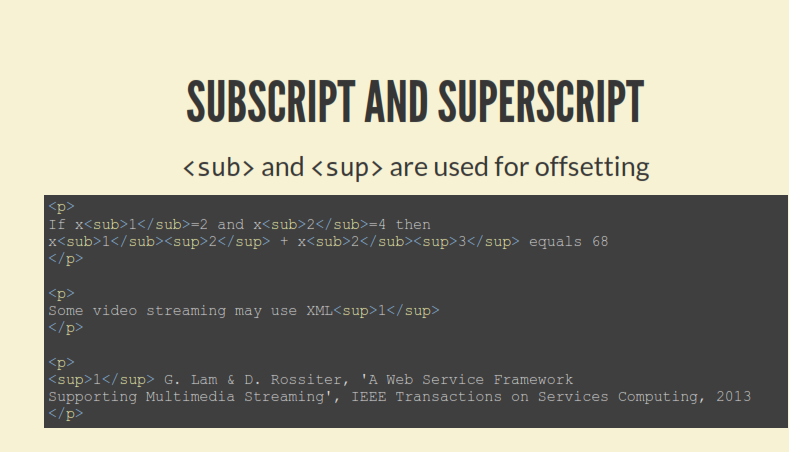 SUBSCRIPT AND SUPERSCRIPT
<sub> and <sup> are used for offsetting
<p>
If x<sub>1</sub>=2 and x<sub>2</sub>=4 then
x<sub>1</sub><sup>2</sup> + x<sub>2</sub><sup>3</sup> equals 68
</p>

<p>
Some video streaming may use XML<sup>1</sup>
</p>

<p>
<sup>1</sup> G. Lam & D. Rossiter, 'A Web Service Framework
Supporting Multimedia Streaming', IEEE Transactions on Services Computing, 2013
</p>